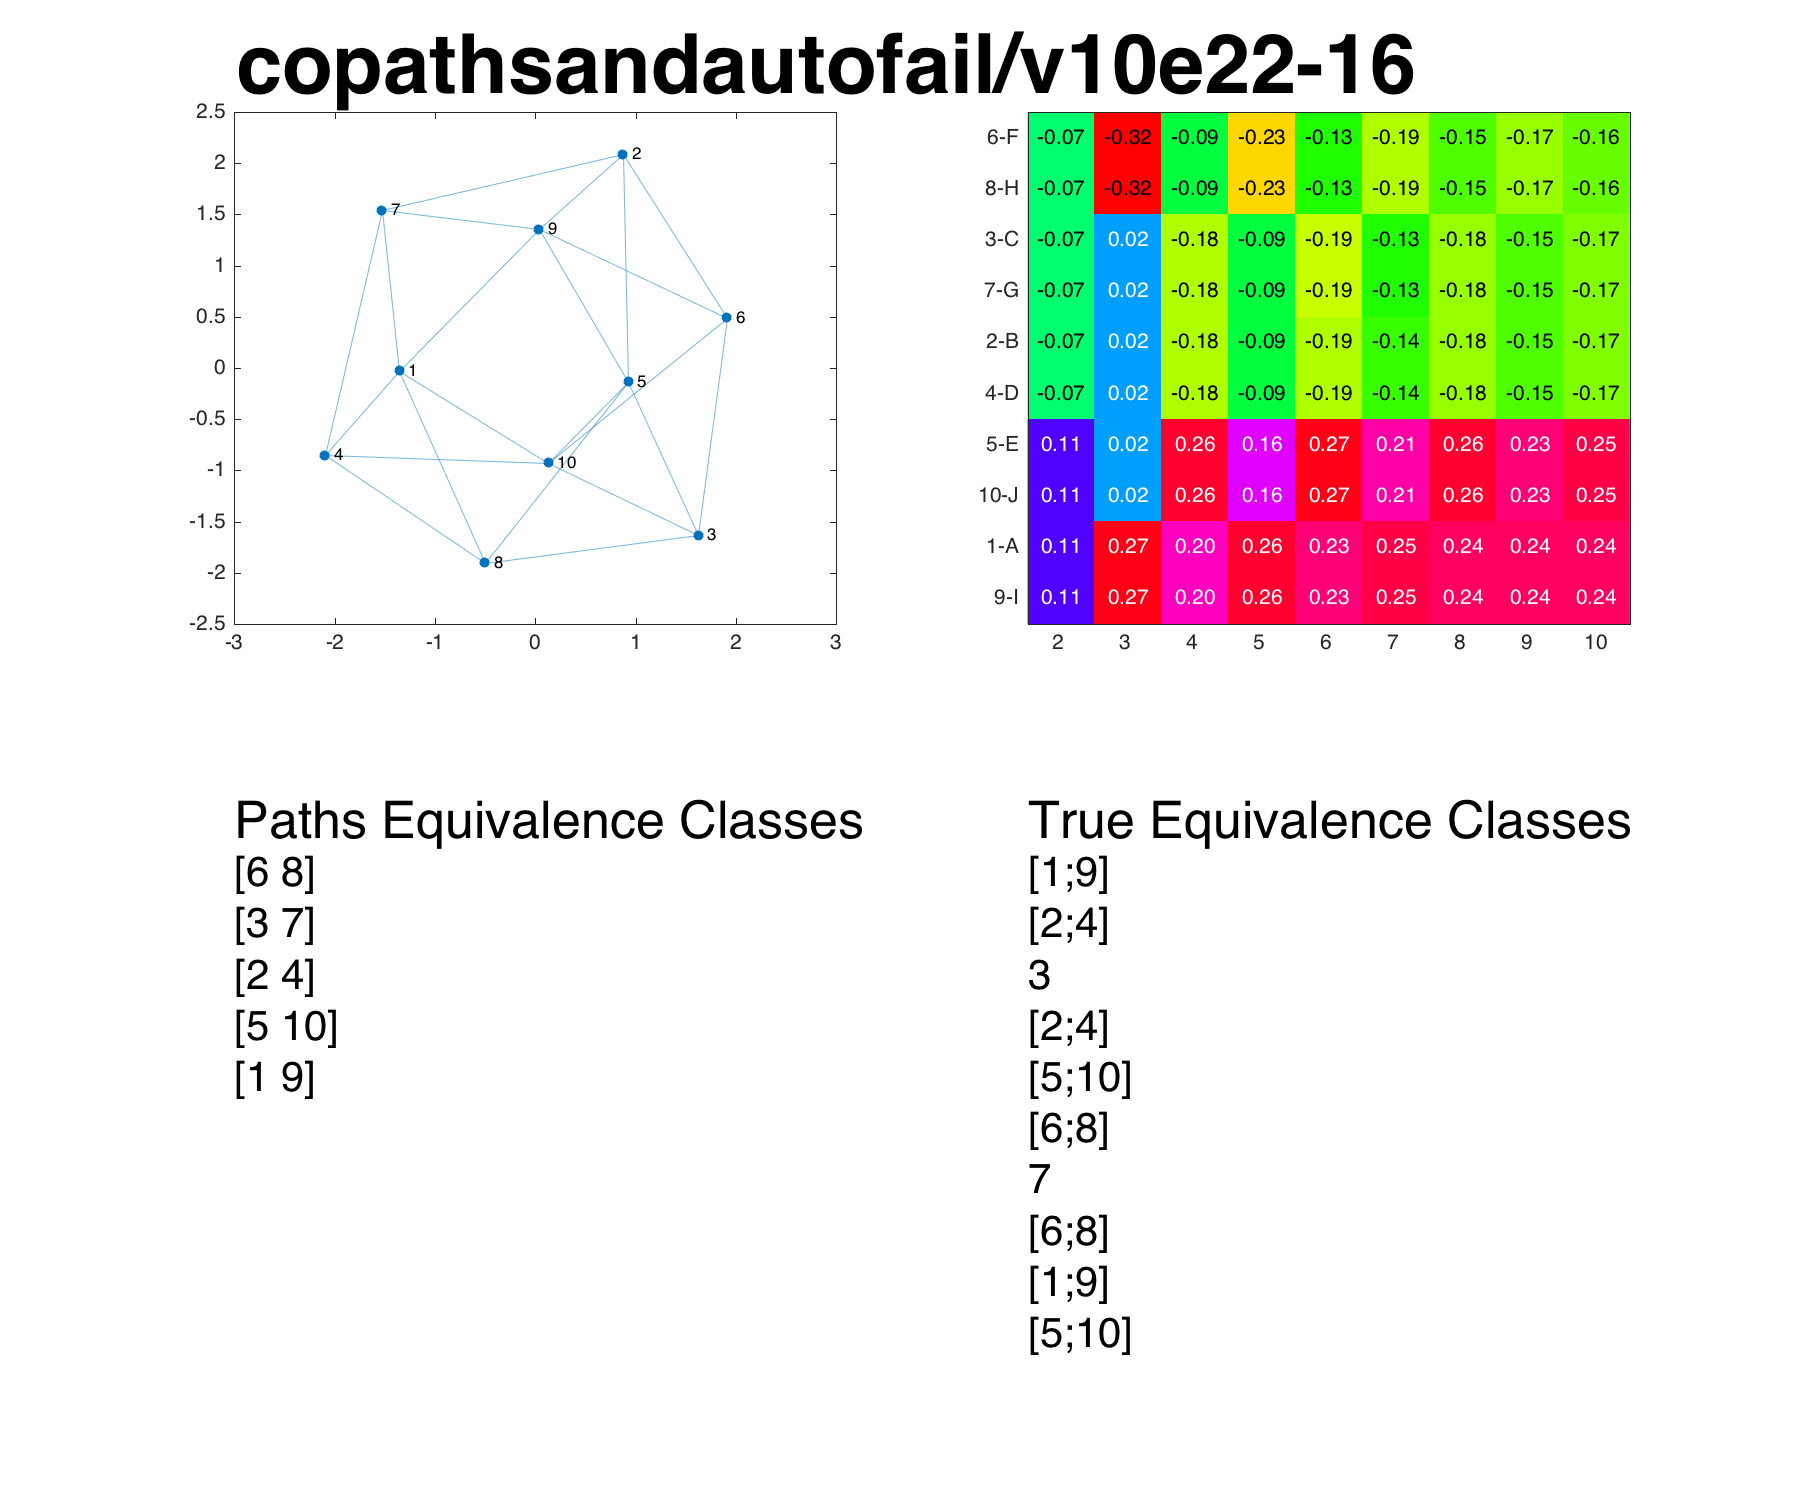 copathsandautofail/v10e22-16
2.5
2
1.5
1
0.5
0
-0.5
-1
-1.5
-2
-2.5
-3 -2 -1 0 1 2 3
2
7
9
6
1
5
4
10
3
8
6-F -0.07 -0.32 -0.09 -0.23 -0.13 -0.19 -0.15 -0.17 -0.16
8-H -0.07 -0.32 -0.09 -0.23 -0.13 -0.19 -0.15 -0.17 -0.16
3-C -0.07 0.02 -0.18 -0.09 -0.19 -0.13 -0.18 -0.15 -0.17
7-G -0.07 0.02 -0.18 -0.09 -0.19 -0.13 -0.18 -0.15 -0.17
2-B -0.07 0.02 -0.18 -0.09 -0.19 -0.14 -0.18 -0.15 -0.17
4-D -0.07 0.02 -0.18 -0.09 -0.19 -0.14 -0.18 -0.15 -0.17
5-E 0.11 0.02 0.26 0.16 0.27 0.21 0.26 0.23 0.25
10-J 0.11 0.02 0.26 0.16 0.27 0.21 0.26 0.23 0.25
1-A 0.11 0.27 0.20 0.26 0.23 0.25 0.24 0.24 0.24
9-I 0.11 0.27 0.20 0.26 0.23 0.25 0.24 0.24 0.24
2 3 4 5 6 7 8 9 10
Paths Equivalence Classes
[6 8]
[3 7]
[2 4]
[5 10]
[1 9]
True Equivalence Classes
[1;9]
[2;4]
3
[2;4]
[5;10]
[6;8]
7
[6;8]
[1;9]
[5;10]